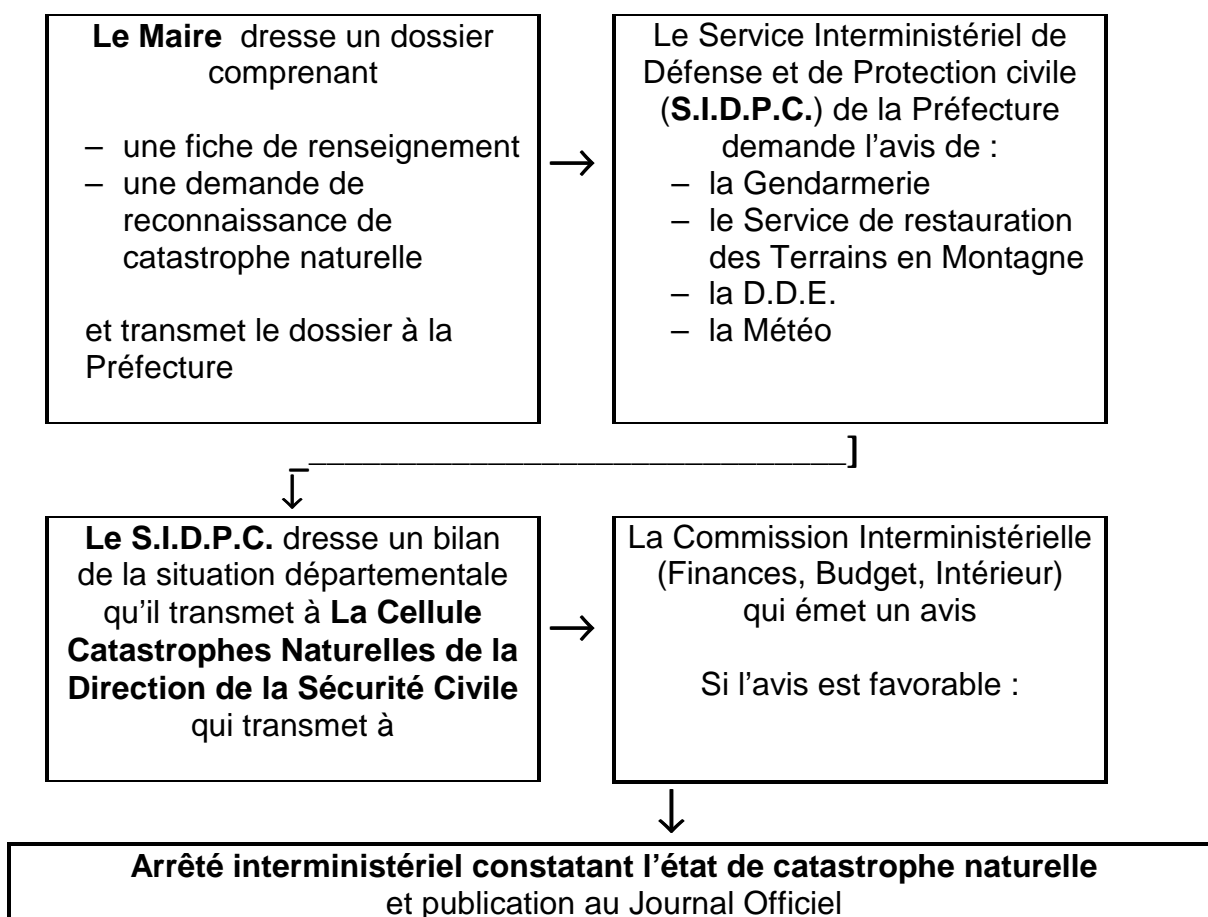 Le Maire dresse un dossier
comprenant
– une fiche de renseignement
– une demande de
reconnaissance de
catastrophe naturelle
et transmet le dossier à la
Préfecture
→
Le Service Interministériel de
Défense et de Protection civile
(S.I.D.P.C.) de la Préfecture
demande l'avis de :
– la Gendarmerie
– le Service de restauration
des Terrains en Montagne
– la D.D.E.
– la Météo
_______________________________]
↓
Le S.I.D.P.C. dresse un bilan
de la situation départementale
qu'il transmet à La Cellule
Catastrophes Naturelles de la
Direction de la Sécurité Civile
qui transmet à
→
La Commission Interministérielle
(Finances, Budget, Intérieur)
qui émet un avis
Si l'avis est favorable :
↓
Arrêté interministériel constatant l'état de catastrophe naturelle
et publication au Journal Officiel